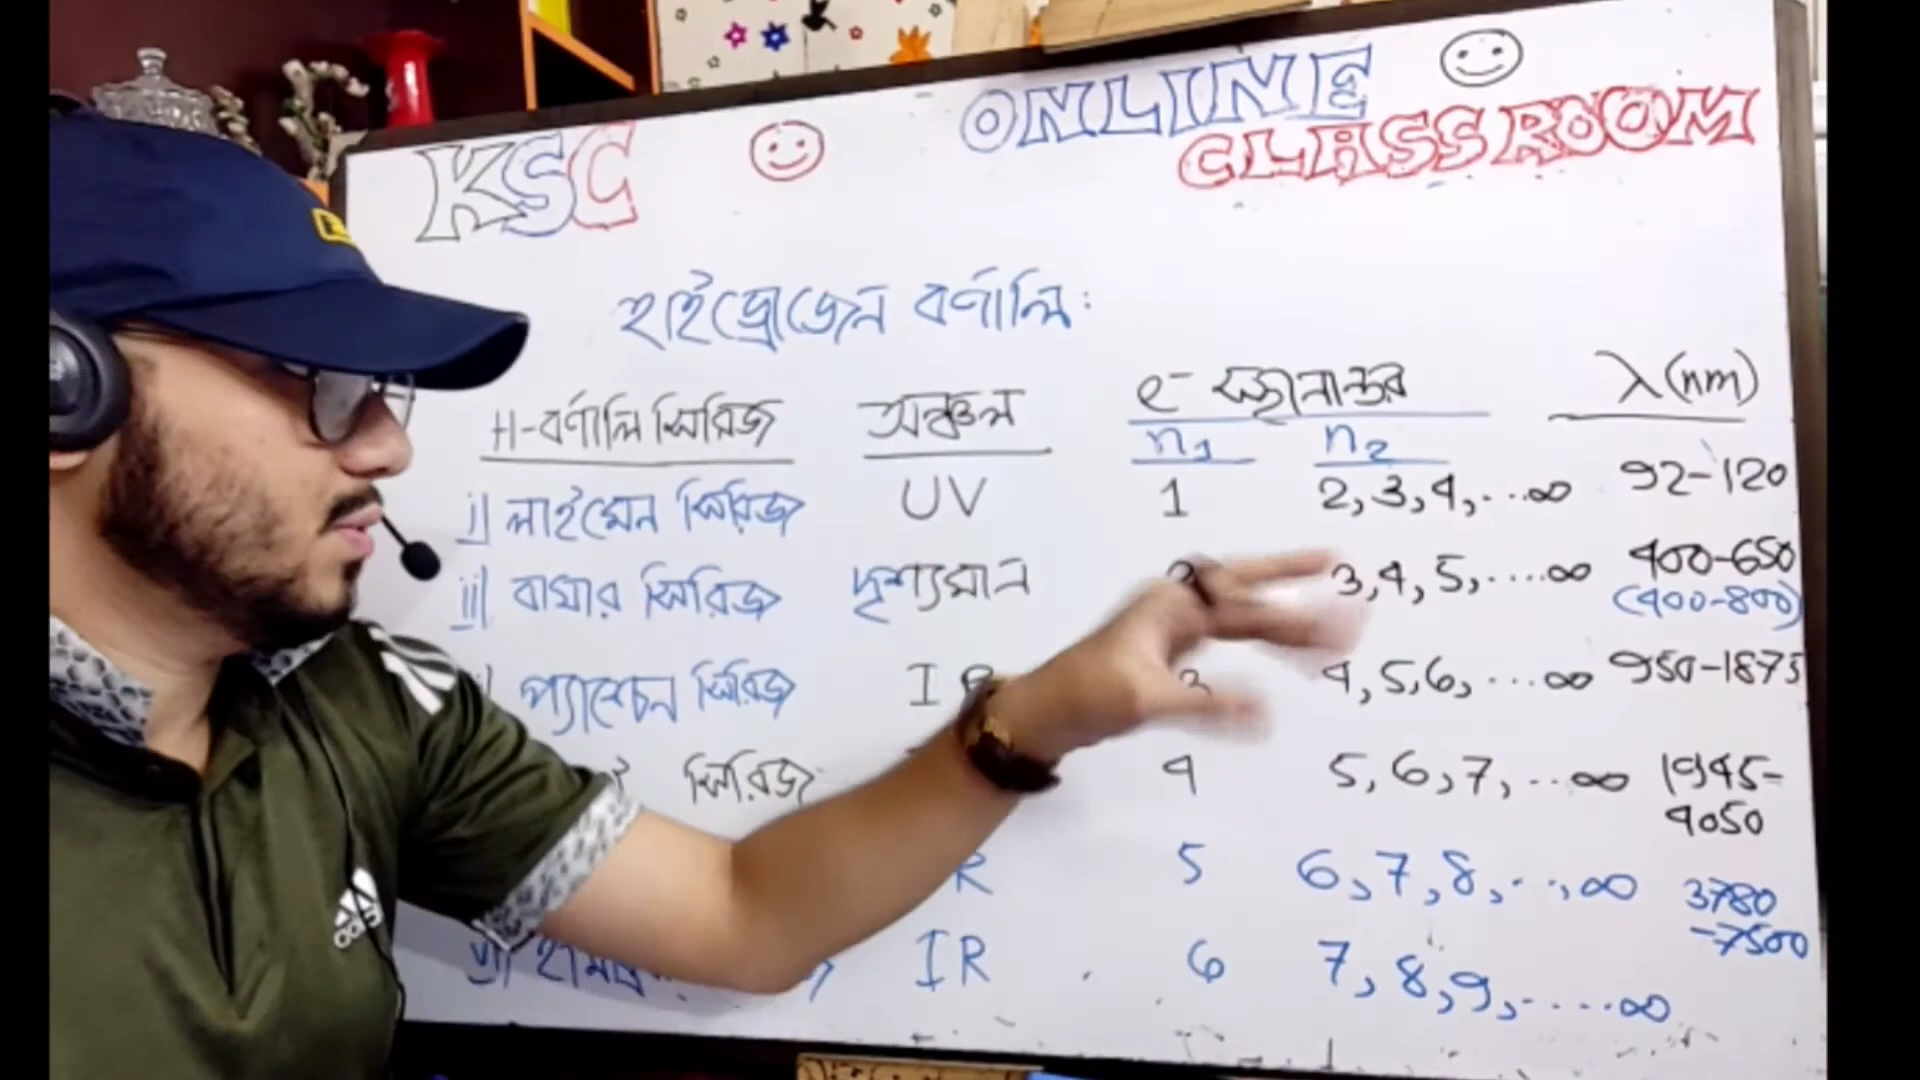 KSC
ONLINE
CLASSROOM
হাইড্রোজেন বর্ণালি:
H-বর্ণালি সিরিজ অঞ্চল e⁻ স্থানান্তর λ(nm)
n₁ n₂
i) লাইমেন সিরিজ UV 1 2,3,4,....∞ 92-120
ii) বামার সিরিজ দৃশ্যমান 3,4,5,.....∞ 400-650
(400-800)
প্যাশ্চেন সিরিজ I 3 4,5,6,....∞ 950-1875
সিরিজ 4 5,6,7,....∞ 1945-
4050
R 5 6,7,8,...,∞ 3780
-7500
IR 6 7,8,9,.....∞
adidas